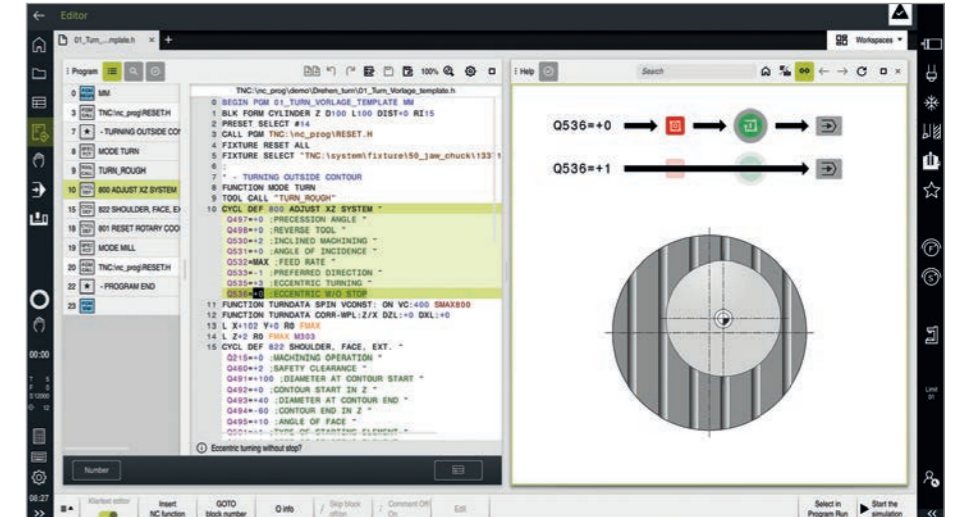 Editor
01_Turn_...mplate.h × +
Workspaces
Program
100%
Help
Search
0 MM
3 TNC:\nc_prog\RESET.H
7 * - TURNING OUTSIDE CO
8 MODE TURN
9 TURN_ROUGH
10 800 ADJUST XZ SYSTEM
15 822 SHOULDER, FACE, E
18 801 RESET ROTARY COO
19 MODE MILL
20 TNC:\nc_prog\RESET.H
22 * - PROGRAM END
23
TNC:\nc_prog\demo\Drehen_turn\01_Turn_Vorlage_template.h
0 BEGIN PGM 01_TURN_VORLAGE_TEMPLATE MM
1 BLK FORM CYLINDER Z D100 L100 DIST+0 RI15
2 PRESET SELECT #14
3 CALL PGM TNC:\nc_prog\RESET.H
4 FIXTURE RESET ALL
5 FIXTURE SELECT "TNC:\system\fixture\50_jaw_chuck\133
6 ;
7 * - TURNING OUTSIDE CONTOUR
8 FUNCTION MODE TURN
9 TOOL CALL "TURN_ROUGH"
10 CYCL DEF 800 ADJUST XZ SYSTEM ~
Q497=+0 ;PRECESSION ANGLE ~
Q498=+0 ;REVERSE TOOL ~
Q530=+2 ;INCLINED MACHINING ~
Q531=+0 ;ANGLE OF INCIDENCE ~
Q532=MAX ;FEED RATE ~
Q533=-1 ;PREFERRED DIRECTION ~
Q535=+3 ;ECCENTRIC TURNING ~
Q536=+0 ;ECCENTRIC W/O STOP
11 FUNCTION TURNDATA SPIN VCONST: ON VC:400 SMAX800
12 FUNCTION TURNDATA CORR-WPL:Z/X DZL:+0 DXL:+0
13 L X+102 Y+0 R0 FMAX
14 L Z+2 R0 FMAX M303
15 CYCL DEF 822 SHOULDER, FACE, EXT. ~
Q215=+0 ;MACHINING OPERATION ~
Q460=+2 ;SAFETY CLEARANCE ~
Q491=+100 ;DIAMETER AT CONTOUR START ~
Q492=+0 ;CONTOUR START IN Z ~
Q493=+40 ;DIAMETER AT CONTOUR END ~
Q494=-60 ;CONTOUR END IN Z ~
Q495=+10 ;ANGLE OF FACE ~
Eccentric turning without stop?
Number
Q536=+0
Q536=+1
00:00
T 5
F 5
S 12000
12
08:27
Limit
01
Klartext editor
Insert
NC function
GOTO
block number
Q info
Skip block
off/on
Comment Off/
On
Edit
Select in
Program Run
Start the
simulation